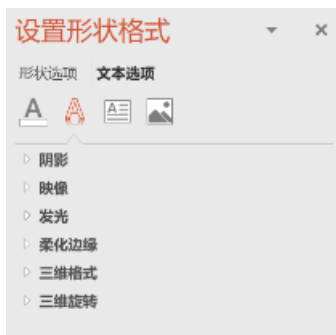 设置形状格式
形状选项 文本选项
阴影
映像
发光
柔化边缘
三维格式
三维旋转